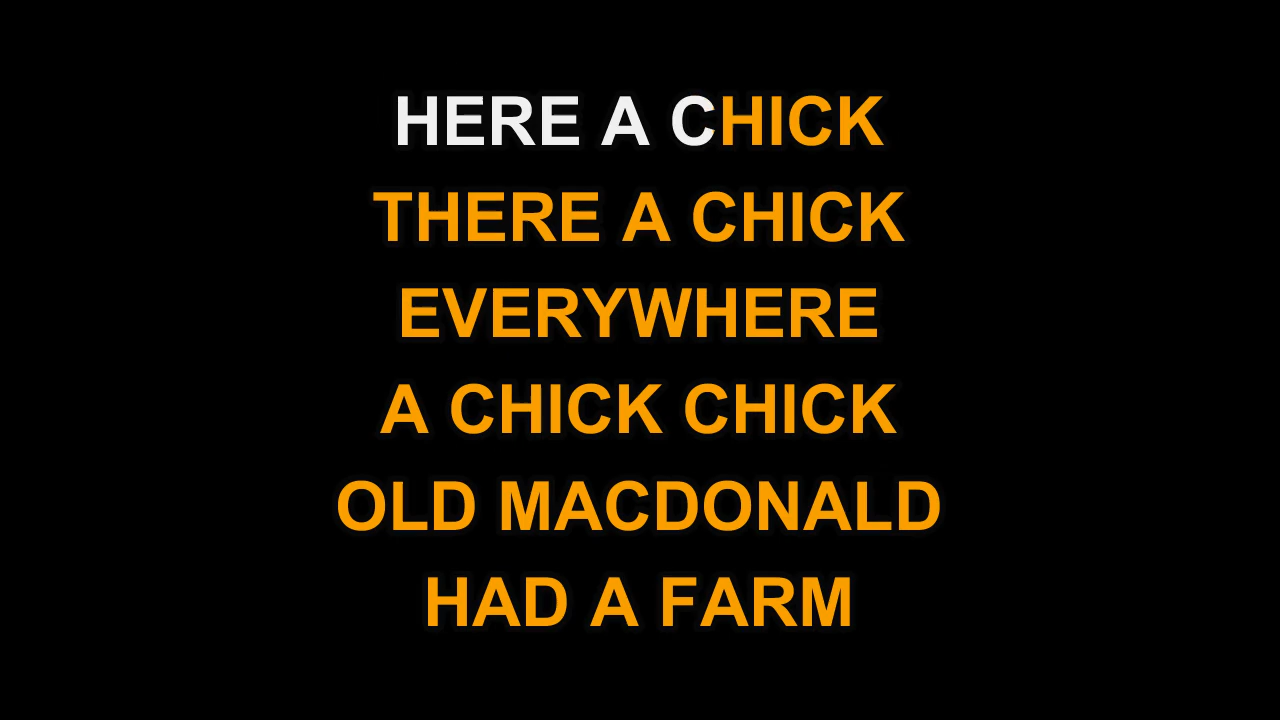 HERE A CHICK
THERE A CHICK
EVERYWHERE
A CHICK CHICK
OLD MACDONALD
HAD A FARM